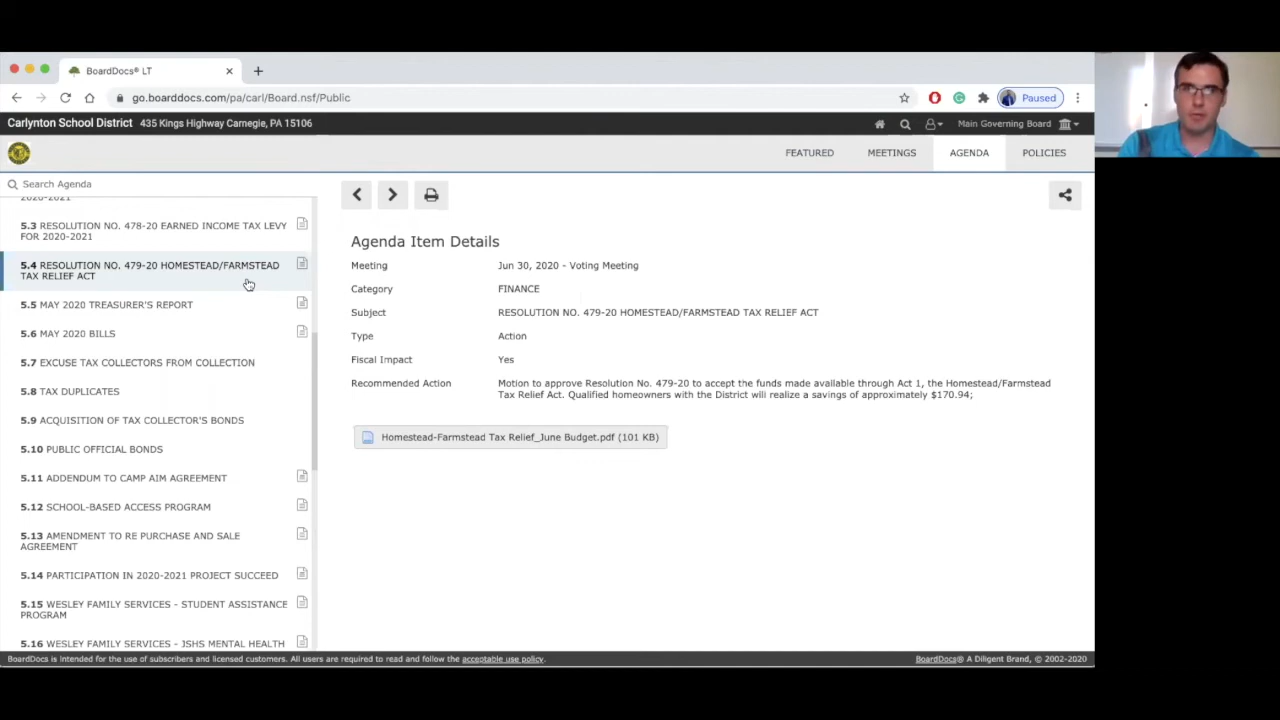 BoardDocs® LT
go.boarddocs.com/pa/carl/Board.nsf/Public
Paused
Carlynton School District 435 Kings Highway Carnegie, PA 15106
Main Governing Board
FEATURED MEETINGS AGENDA POLICIES
Search Agenda
2020-2021
5.3 RESOLUTION NO. 478-20 EARNED INCOME TAX LEVY
FOR 2020-2021
5.4 RESOLUTION NO. 479-20 HOMESTEAD/FARMSTEAD
TAX RELIEF ACT
5.5 MAY 2020 TREASURER'S REPORT
5.6 MAY 2020 BILLS
5.7 EXCUSE TAX COLLECTORS FROM COLLECTION
5.8 TAX DUPLICATES
5.9 ACQUISITION OF TAX COLLECTOR'S BONDS
5.10 PUBLIC OFFICIAL BONDS
5.11 ADDENDUM TO CAMP AIM AGREEMENT
5.12 SCHOOL-BASED ACCESS PROGRAM
5.13 AMENDMENT TO RE PURCHASE AND SALE
AGREEMENT
5.14 PARTICIPATION IN 2020-2021 PROJECT SUCCEED
5.15 WESLEY FAMILY SERVICES - STUDENT ASSISTANCE
PROGRAM
5.16 WESLEY FAMILY SERVICES - JSHS MENTAL HEALTH
Agenda Item Details
Meeting Jun 30, 2020 - Voting Meeting
Category FINANCE
Subject RESOLUTION NO. 479-20 HOMESTEAD/FARMSTEAD TAX RELIEF ACT
Type Action
Fiscal Impact Yes
Recommended Action Motion to approve Resolution No. 479-20 to accept the funds made available through Act 1, the Homestead/Farmstead
Tax Relief Act. Qualified homeowners with the District will realize a savings of approximately $170.94;
Homestead-Farmstead Tax Relief_June Budget.pdf (101 KB)
BoardDocs is intended for the use of subscribers and licensed customers. All users are required to read and follow the acceptable use policy.
BoardDocs® A Diligent Brand, © 2002-2020